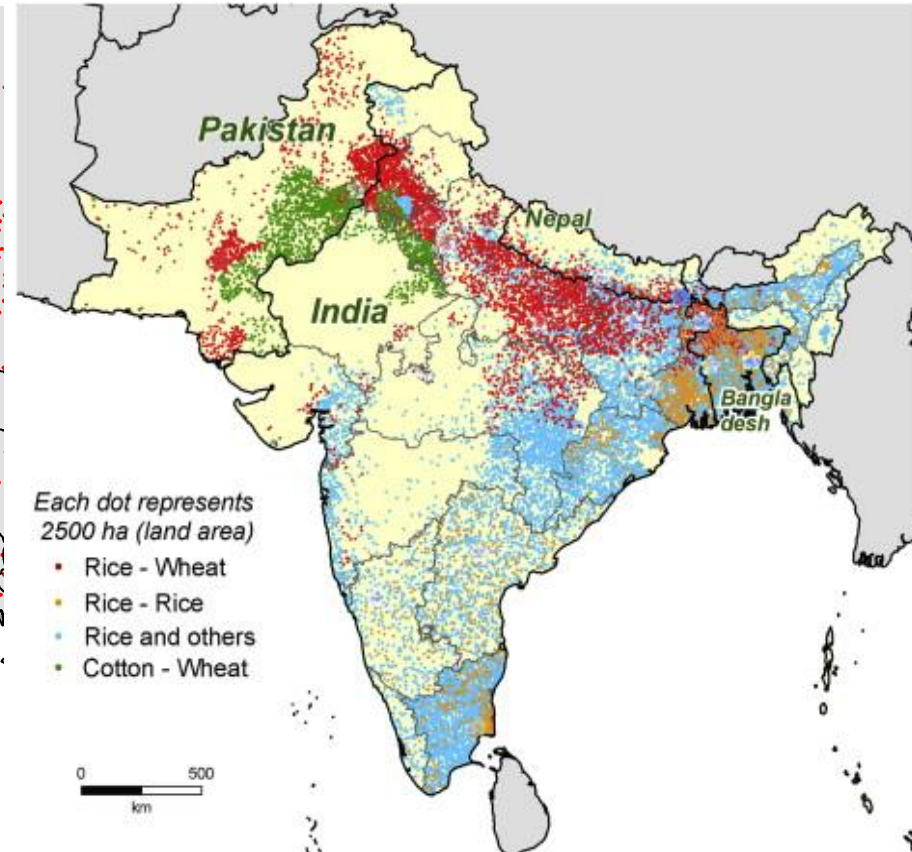 Pakistan
Nepal
India
Bangla
desh
Each dot represents
2500 ha (land area)
Rice - Wheat
Rice - Rice
Rice and others
Cotton - Wheat
0 500
km